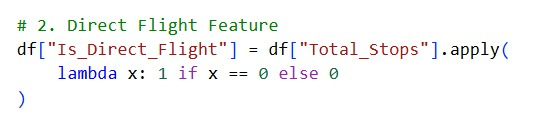 # 2. Direct Flight Feature
df["Is_Direct_Flight"] = df["Total_Stops"].apply(
    lambda x: 1 if x == 0 else 0
)